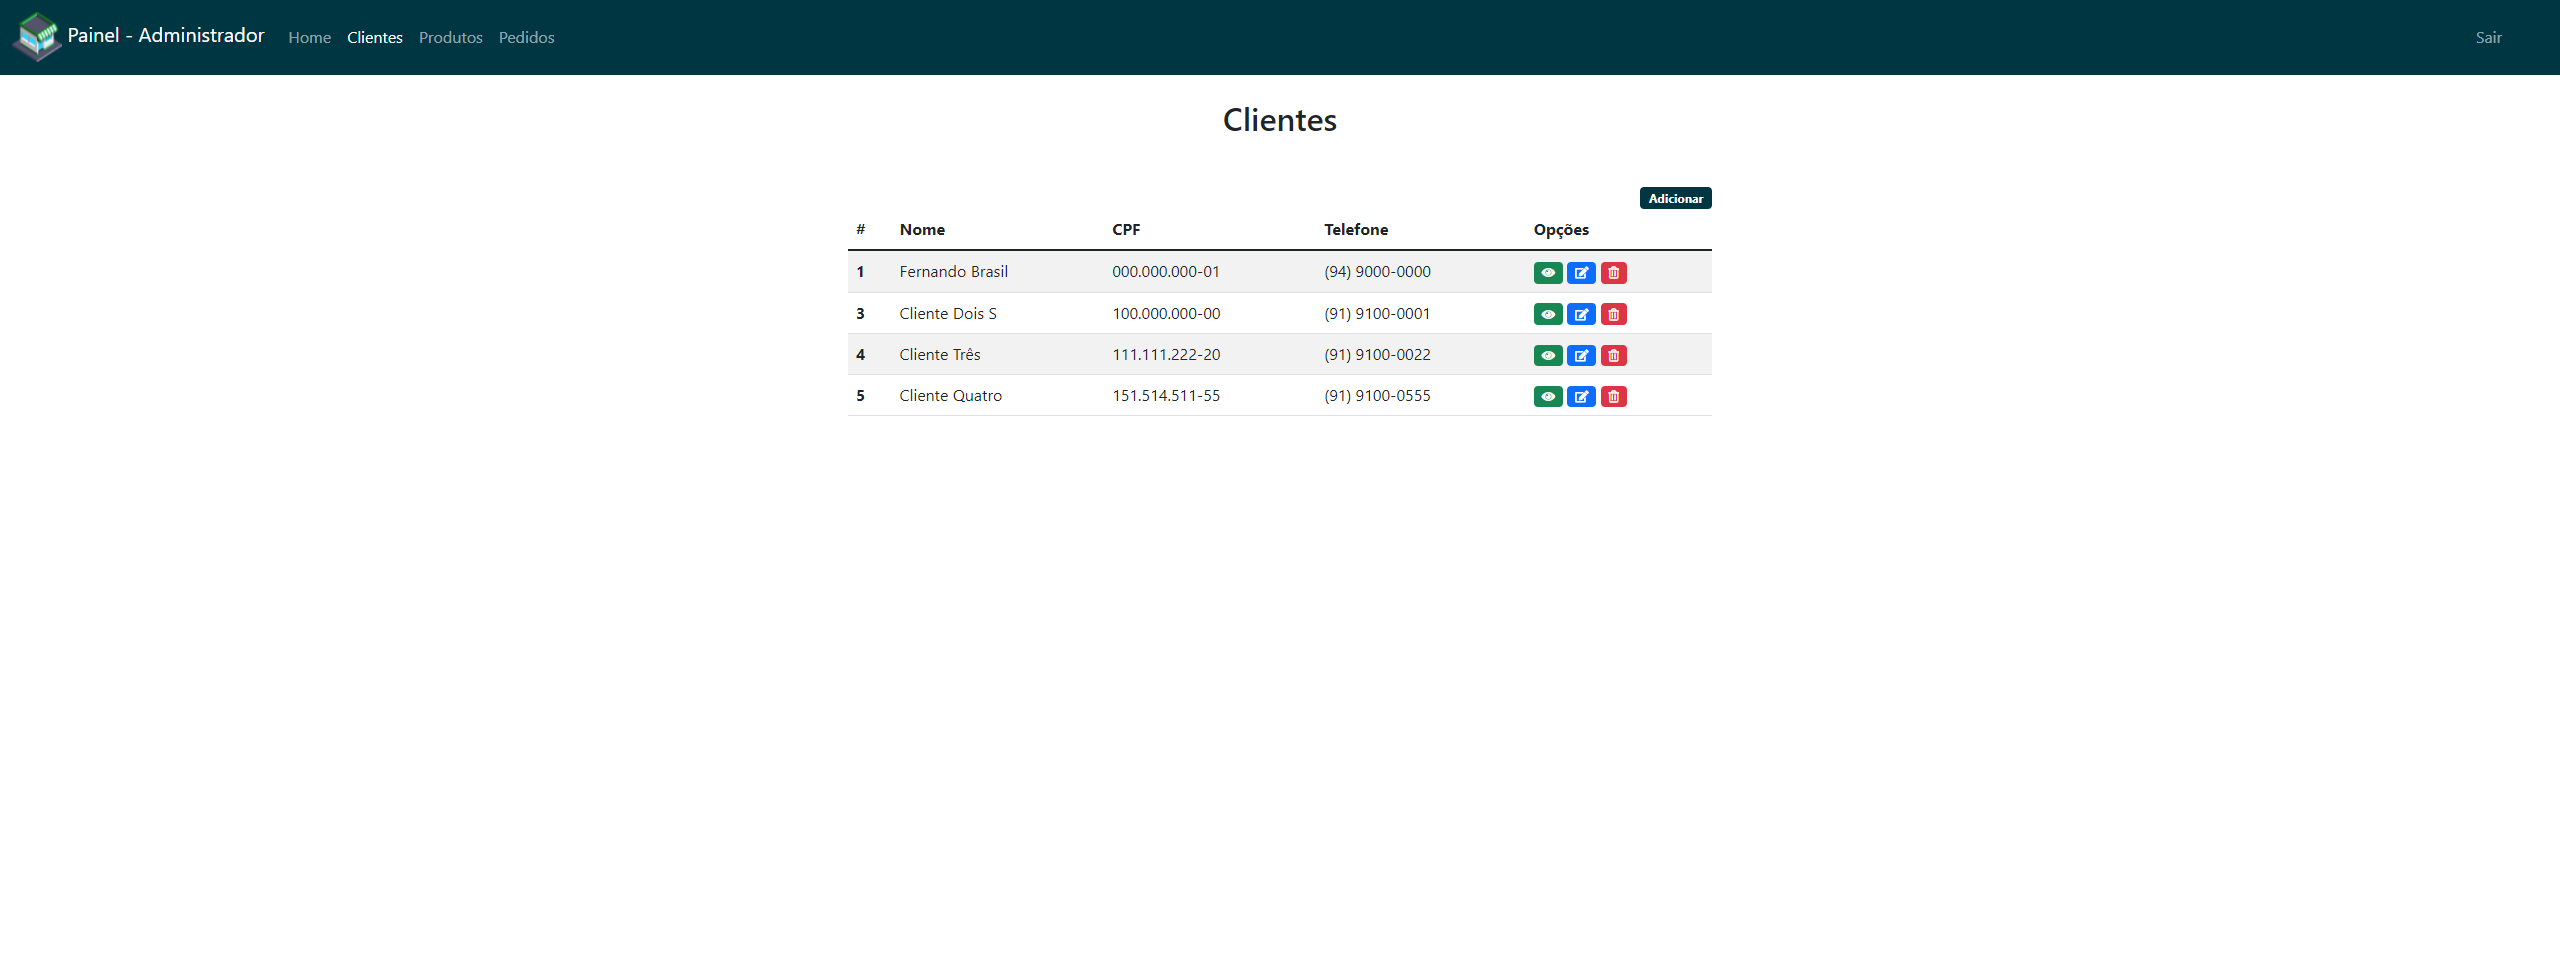 Painel - Administrador Home Clientes Produtos Pedidos Sair
Clientes
Adicionar
# Nome CPF Telefone Opções
1 Fernando Brasil 000.000.000-01 (94) 9000-0000
3 Cliente Dois S 100.000.000-00 (91) 9100-0001
4 Cliente Três 111.111.222-20 (91) 9100-0022
5 Cliente Quatro 151.514.511-55 (91) 9100-0555